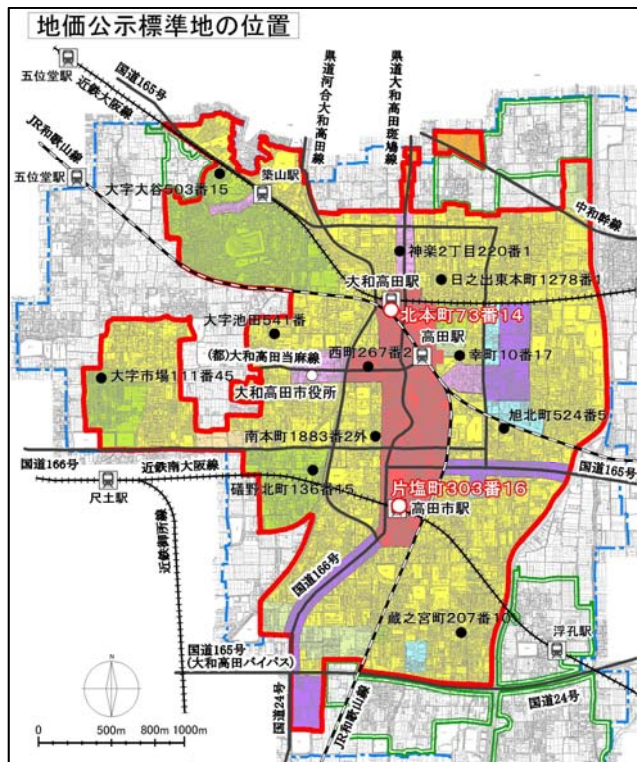 地価公示標準地の位置
五位堂駅
国道165号
近鉄大阪線
JR和歌山線
五位堂駅
県道河合大和高田線
県道大和高田斑鳩線
築山駅
大字大谷503番15
中和幹線
神楽2丁目220番1
大和高田駅
日之出東本町1278番1
北本町73番14
大字池田541番
高田駅
(都)大和高田当麻線
西町267番2
幸町10番17
大字市場111番45
大和高田市役所
旭北町524番5
南本町1883番2外
国道166号
近鉄南大阪線
国道165号
尺土駅
礒野北町136番15
片塩町303番16
高田市駅
近鉄御所線
国道166号
蔵之宮町207番10
浮孔駅
国道165号
(大和高田バイパス)
国道24号
国道24号
JR和歌山線
0m 500m 800m 1000m